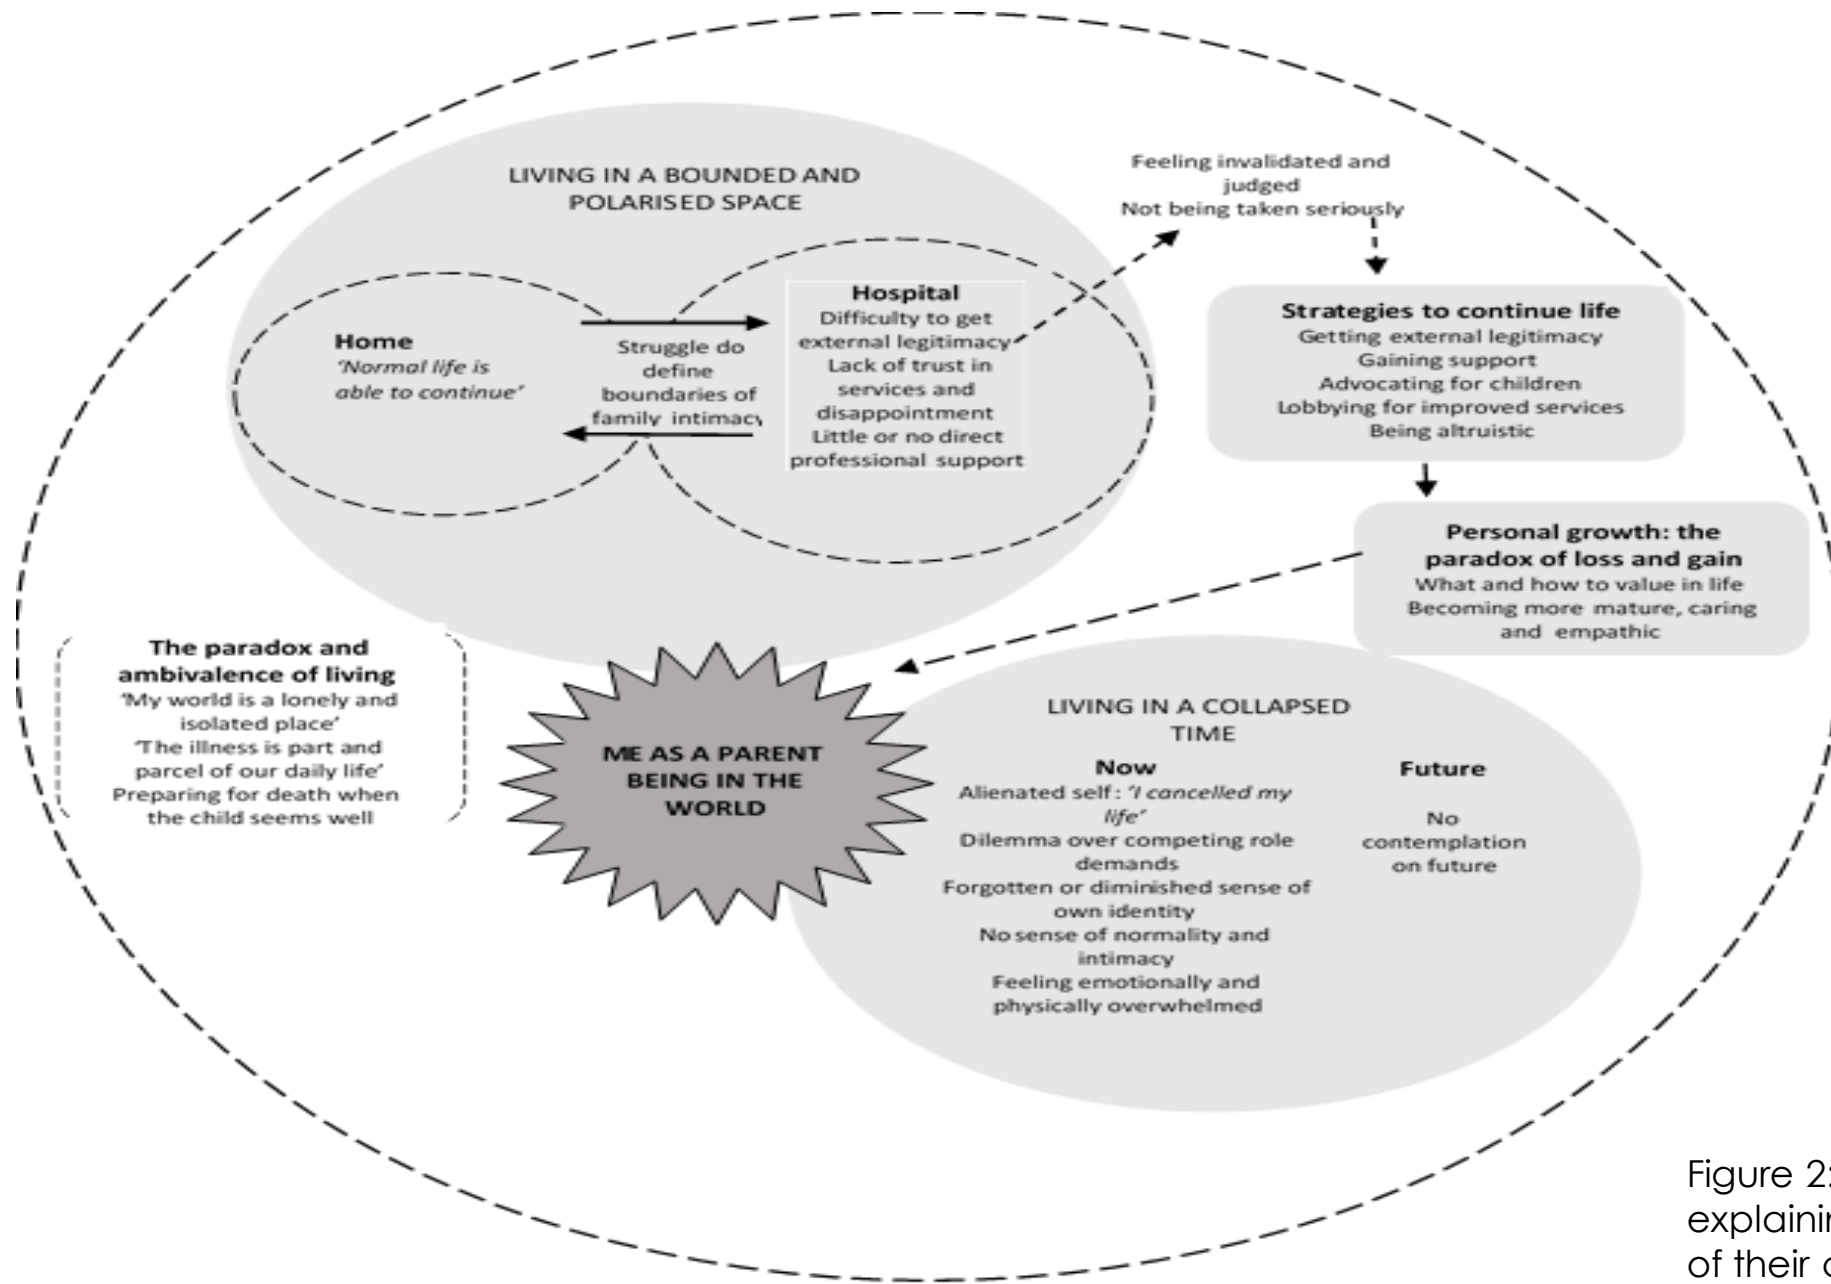 LIVING IN A BOUNDED AND
POLARISED SPACE
Home
'Normal life is
able to continue'
Struggle do
define
boundaries of
family intimacy
Hospital
Difficulty to get
external legitimacy
Lack of trust in
services and
disappointment
Little or no direct
professional support
Feeling invalidated and
judged
Not being taken seriously
Strategies to continue life
Getting external legitimacy
Gaining support
Advocating for children
Lobbying for improved services
Being altruistic
Personal growth: the
paradox of loss and gain
What and how to value in life
Becoming more mature, caring
and empathic
The paradox and
ambivalence of living
'My world is a lonely and
isolated place'
'The illness is part and
parcel of our daily life'
Preparing for death when
the child seems well
ME AS A PARENT
BEING IN THE
WORLD
LIVING IN A COLLAPSED
TIME
Now
Alienated self: 'I cancelled my
life'
Dilemma over competing role
demands
Forgotten or diminished sense of
own identity
No sense of normality and
intimacy
Feeling emotionally and
physically overwhelmed
Future
No
contemplation
on future
Figure 2:
explainin
of their